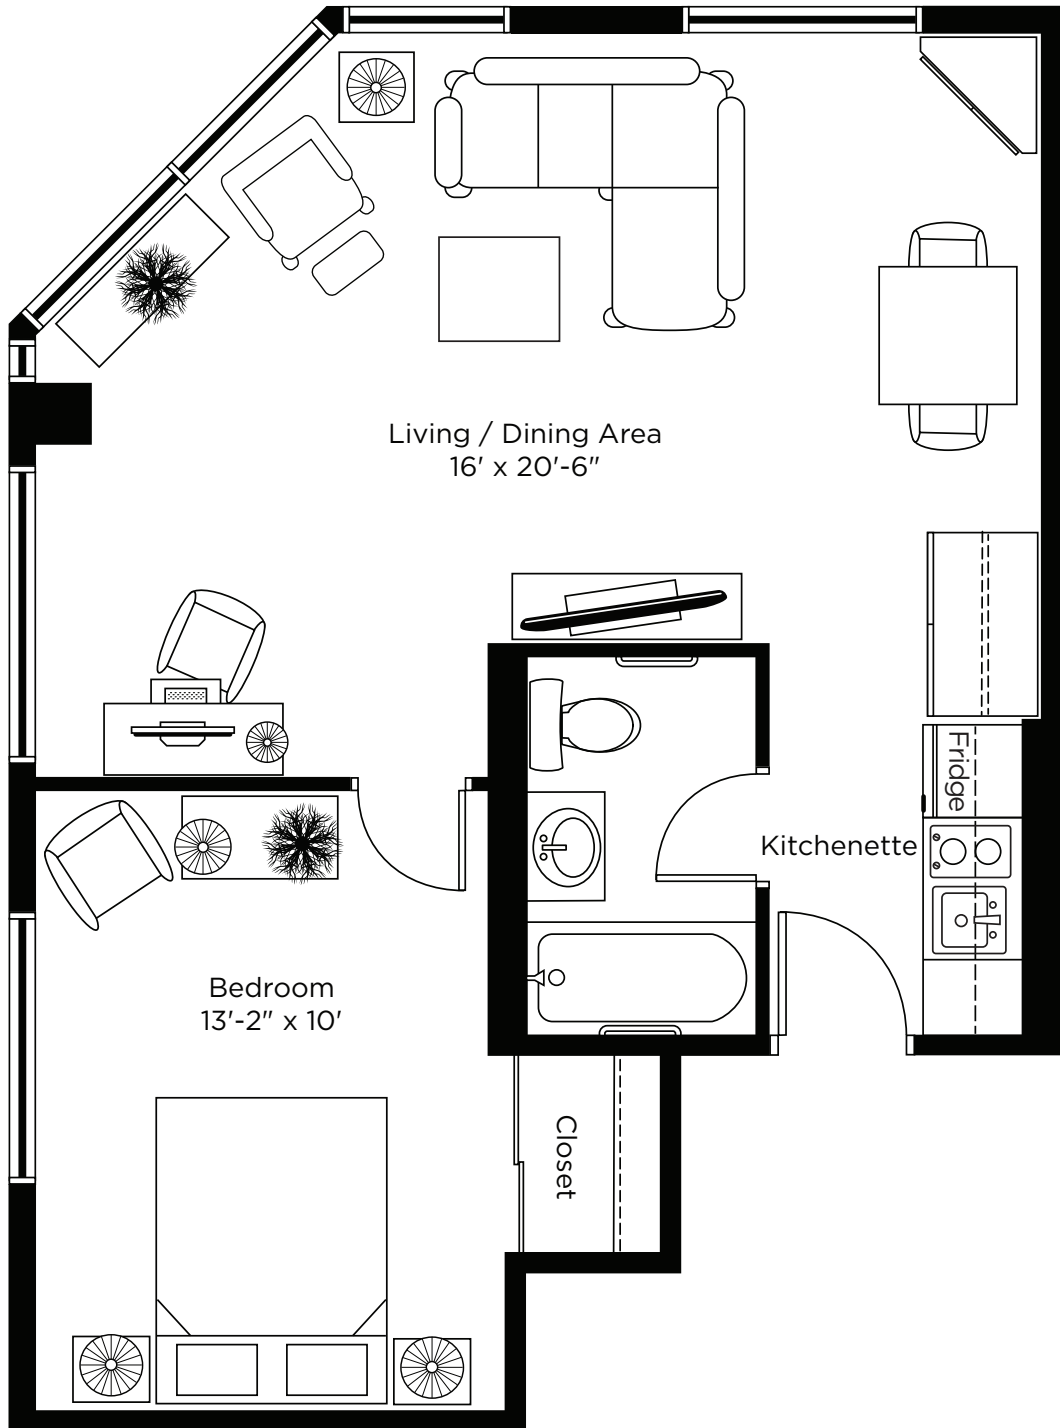 Living / Dining Area
16' x 20'-6"
Fridge
Kitchenette
Bedroom
13'-2" x 10'
Closet